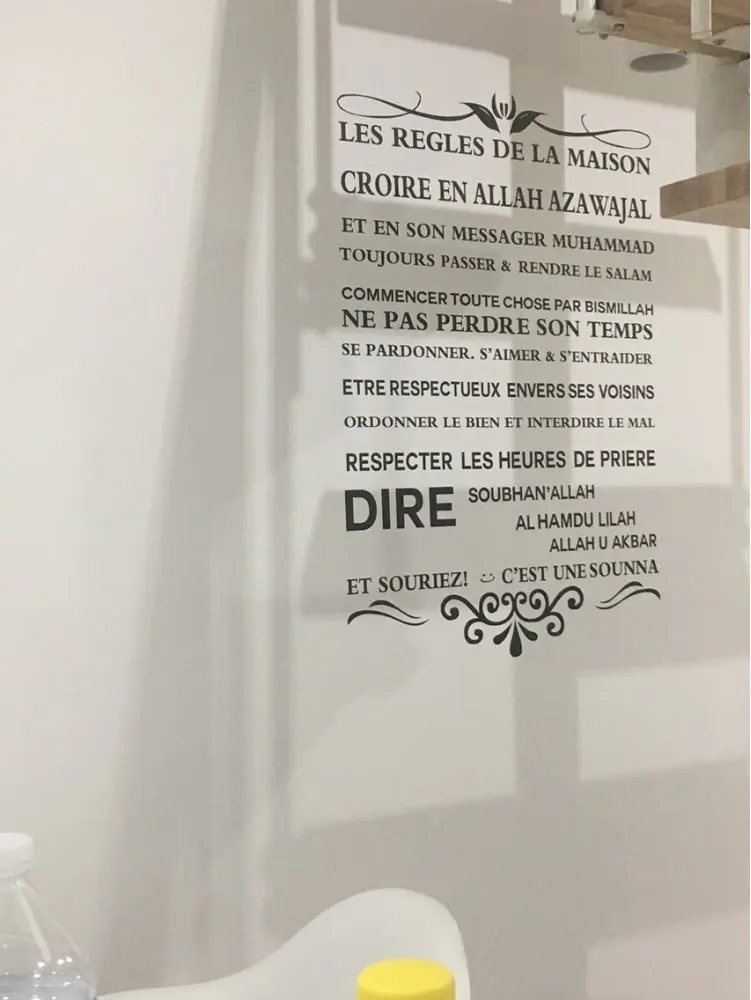 LES REGLES DE LA MAISON
CROIRE EN ALLAH AZAWAJAL
ET EN SON MESSAGER MUHAMMAD
TOUJOURS PASSER & RENDRE LE SALAM
COMMENCER TOUTE CHOSE PAR BISMILLAH
NE PAS PERDRE SON TEMPS
SE PARDONNER. S'AIMER & S'ENTRAIDER
ETRE RESPECTUEUX ENVERS SES VOISINS
ORDONNER LE BIEN ET INTERDIRE LE MAL
RESPECTER LES HEURES DE PRIERE
DIRE SOUBHAN'ALLAH
AL HAMDU LILAH
ALLAH U AKBAR
ET SOURIEZ! C'EST UNE SOUNNA